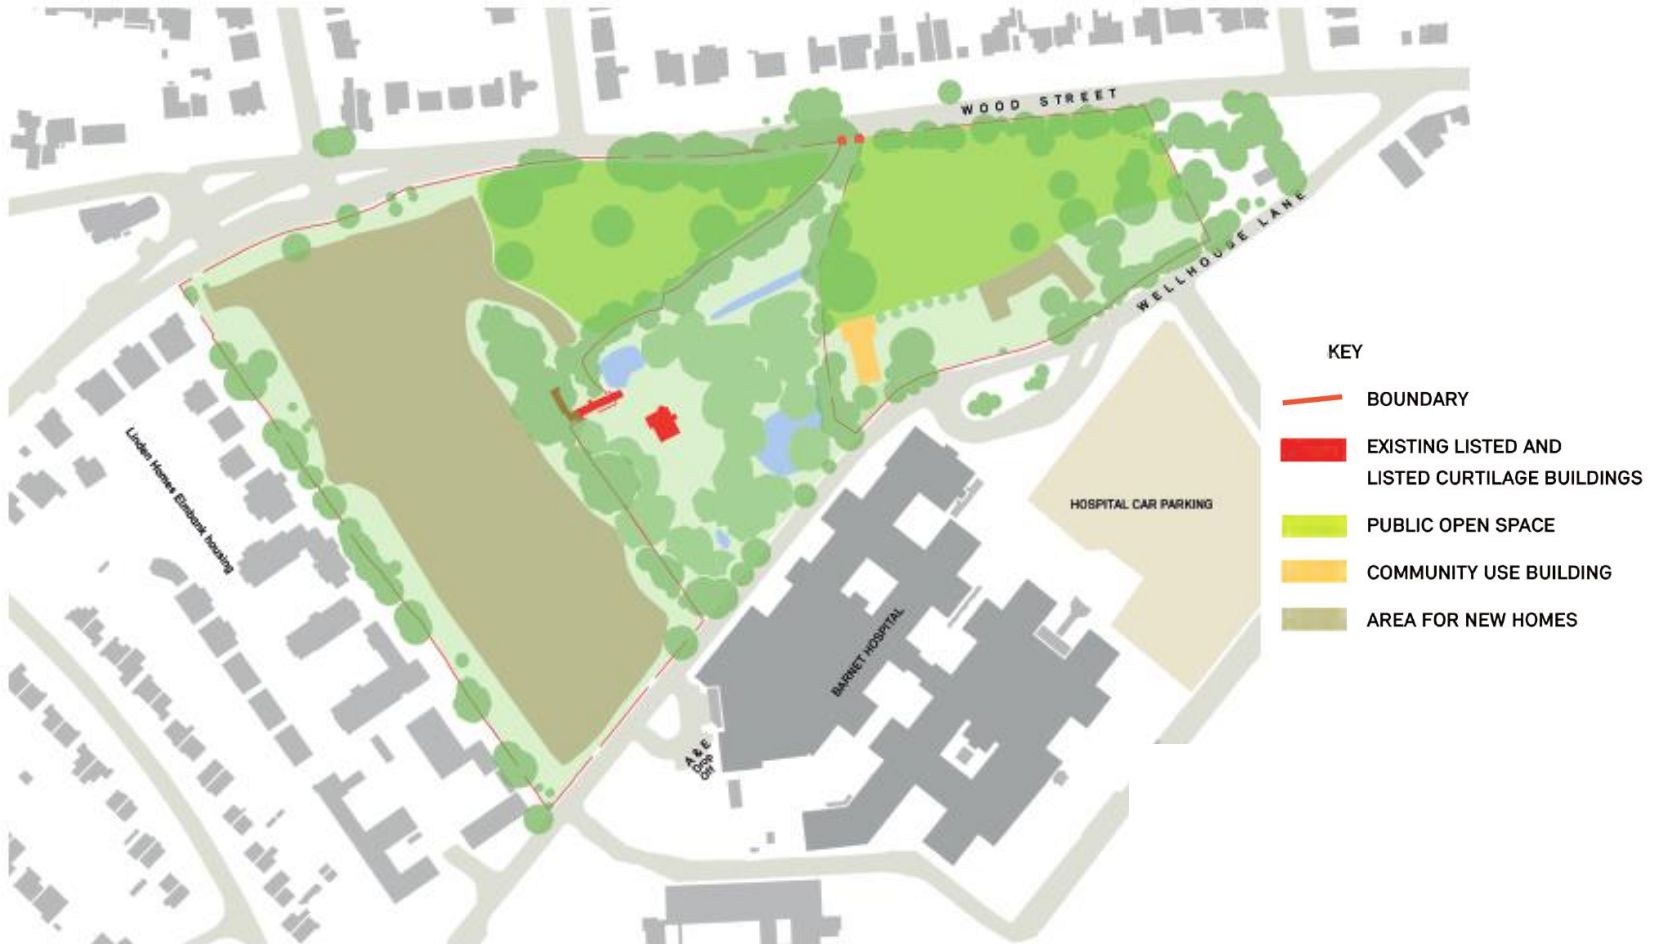 WOOD STREET
WELLHOUSE LANE
KEY
BOUNDARY
EXISTING LISTED AND
LISTED CURTILAGE BUILDINGS
PUBLIC OPEN SPACE
COMMUNITY USE BUILDING
AREA FOR NEW HOMES
Linden Homes Elmbank housing
HOSPITAL CAR PARKING
BARNET HOSPITAL
A & E
Drop
Off